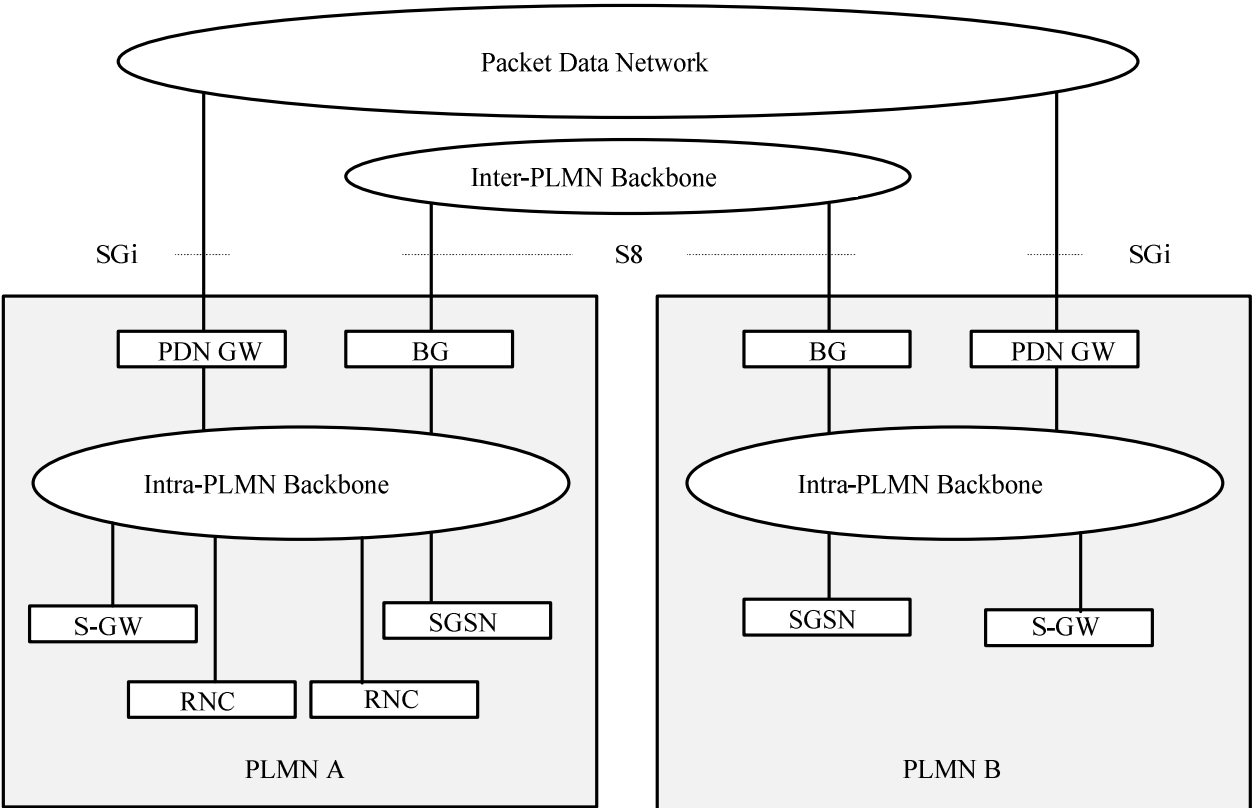 Packet Data Network
Inter-PLMN Backbone
SGi
S8
SGi
PDN GW
BG
BG
PDN GW
Intra-PLMN Backbone
Intra-PLMN Backbone
S-GW
SGSN
SGSN
S-GW
RNC
RNC
PLMN A
PLMN B